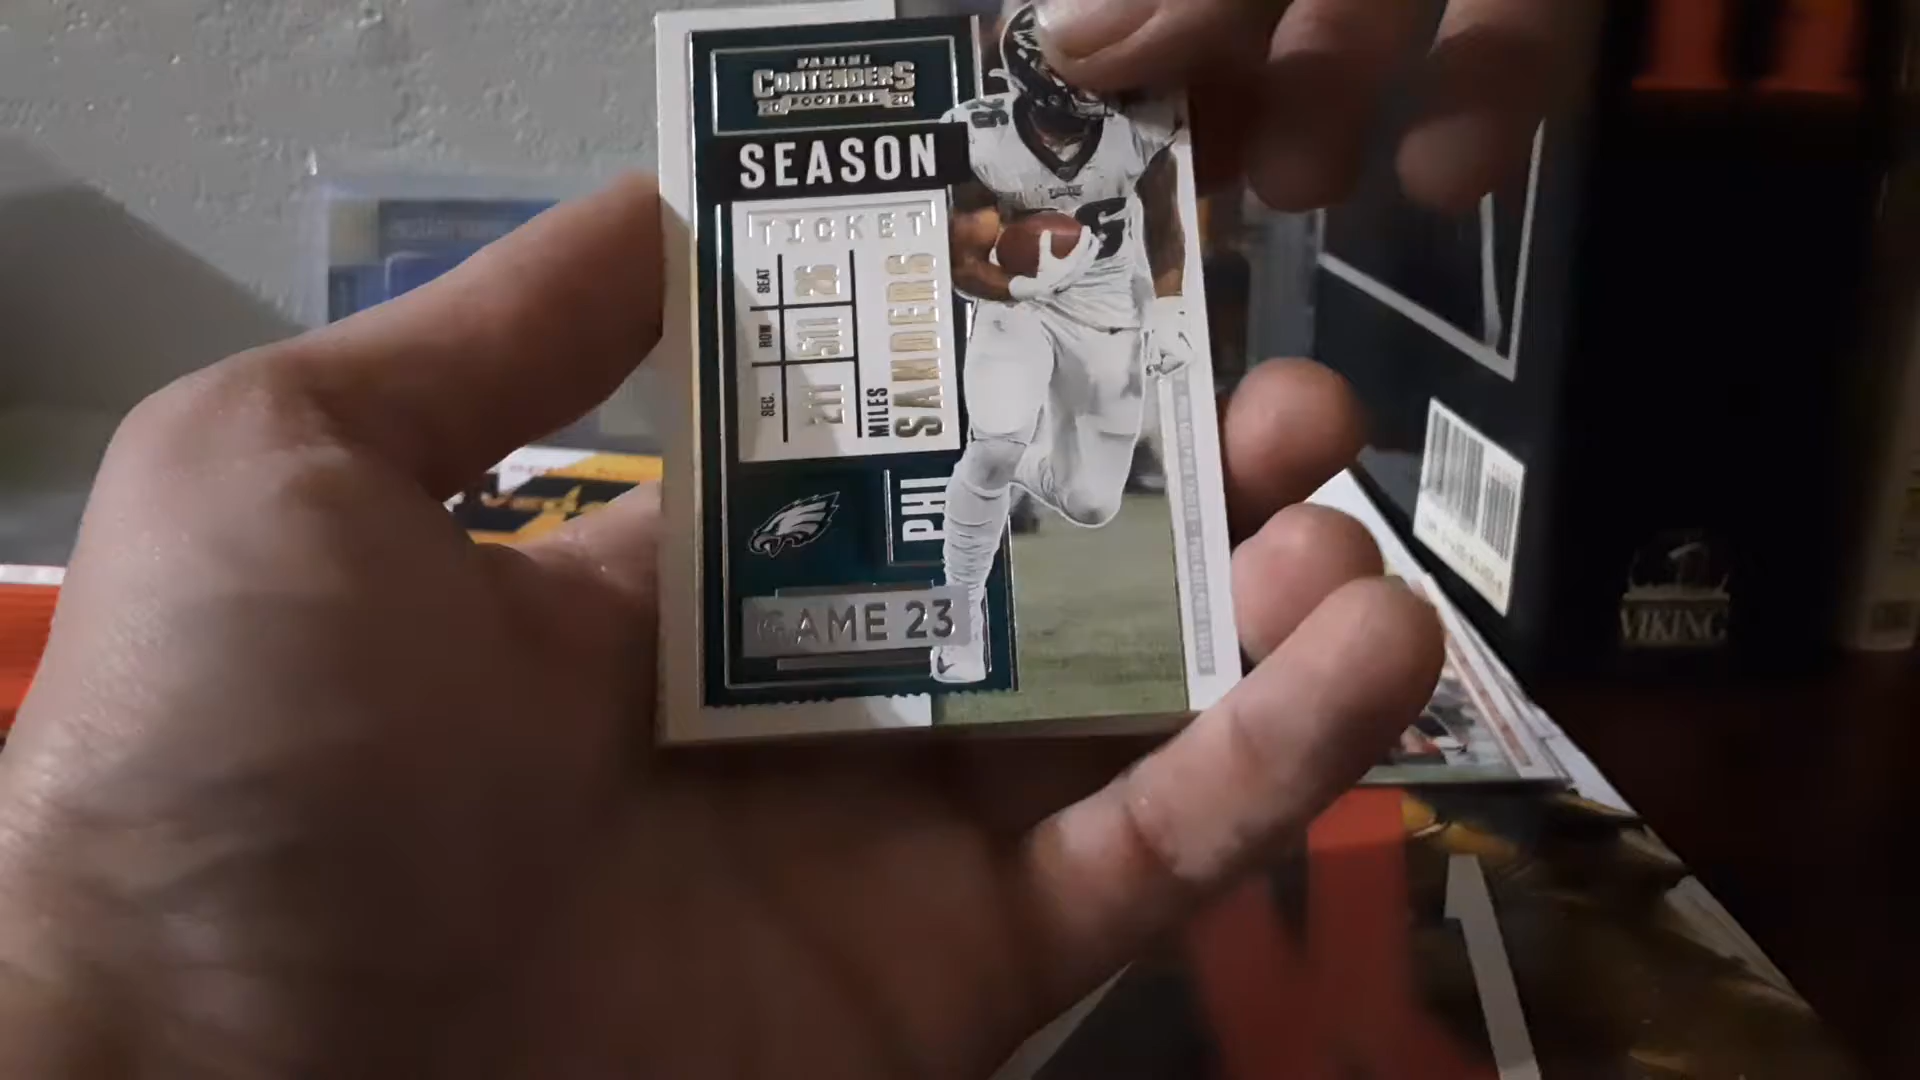 PANINI
CONTENDERS
20 FOOTBALL 20
SEASON
TICKET
SEAT 26
ROW 511
SEC. 211
MILES
SANDERS
PHI
GAME 23
26
VIKING